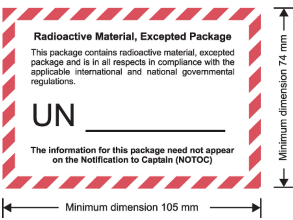 Radioactive Material, Excepted Package
This package contains radioactive material, excepted
package and is in all respects in compliance with the
applicable international and national governmental
regulations.
UN
The information for this package need not appear
on the Notification to Captain (NOTOC)
Minimum dimension 74 mm
Minimum dimension 105 mm